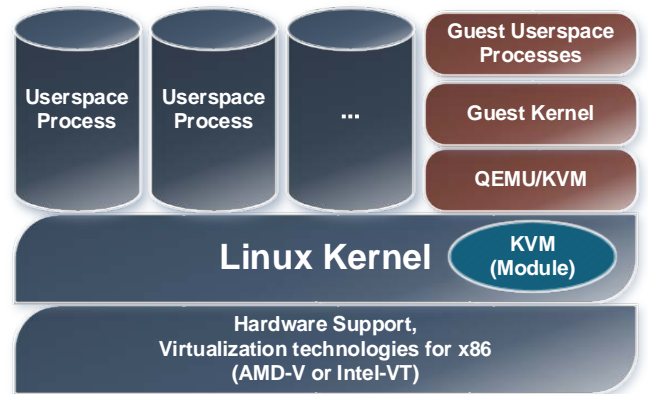 Userspace
Process
Userspace
Process
...
Guest Userspace
Processes
Guest Kernel
QEMU/KVM
Linux Kernel
KVM
(Module)
Hardware Support,
Virtualization technologies for x86
(AMD-V or Intel-VT)